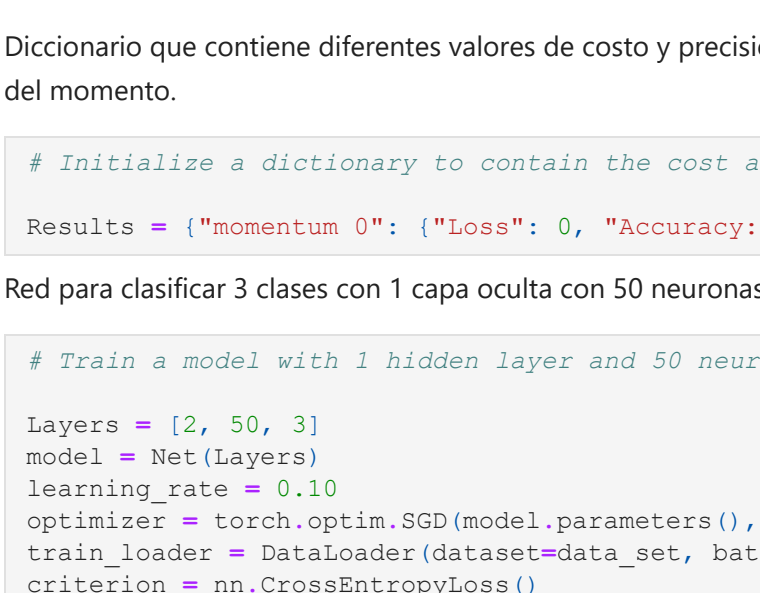 Diccionario que contiene diferentes valores de costo y
del momento.
# Initialize a dictionary to contain the cost
Results = {"momentum 0": {"Loss": 0, "Accuracy:
Red para clasificar 3 clases con 1 capa oculta con 50 neuronas
# Train a model with 1 hidden layer and 50
Layers = [2, 50, 3]
model = Net(Layers)
learning_rate = 0.10
optimizer = torch.optim.SGD(model.parameters(),
train_loader = DataLoader(dataset=data_set,
criterion = nn.CrossEntropyLoss()